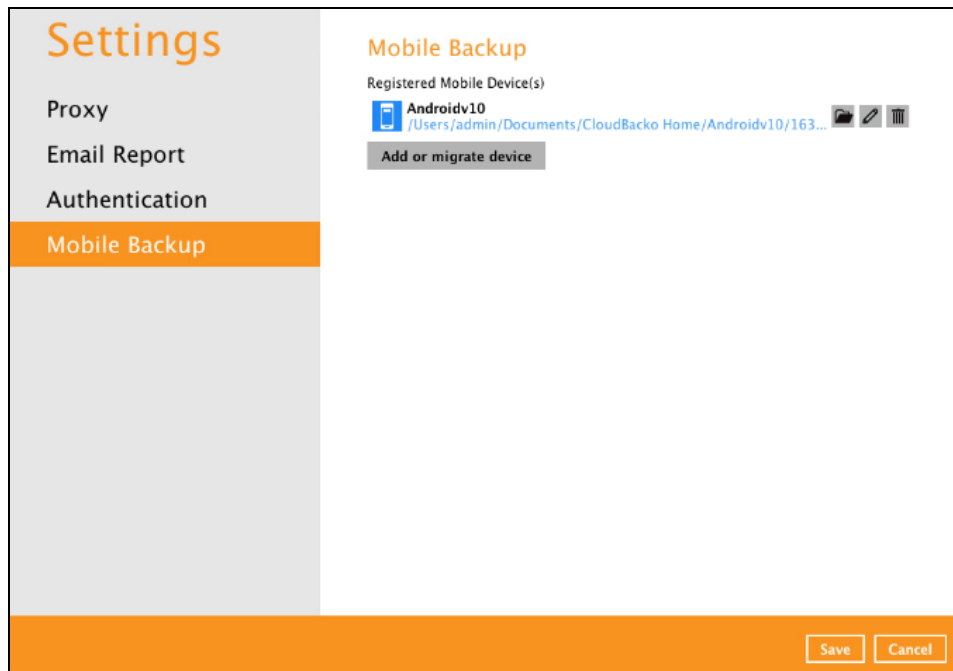 Settings
Proxy
Email Report
Authentication
Mobile Backup
Mobile Backup
Registered Mobile Device(s)
Androidv10
/Users/admin/Documents/CloudBacko Home/Androidv10/163...
Add or migrate device
Save
Cancel